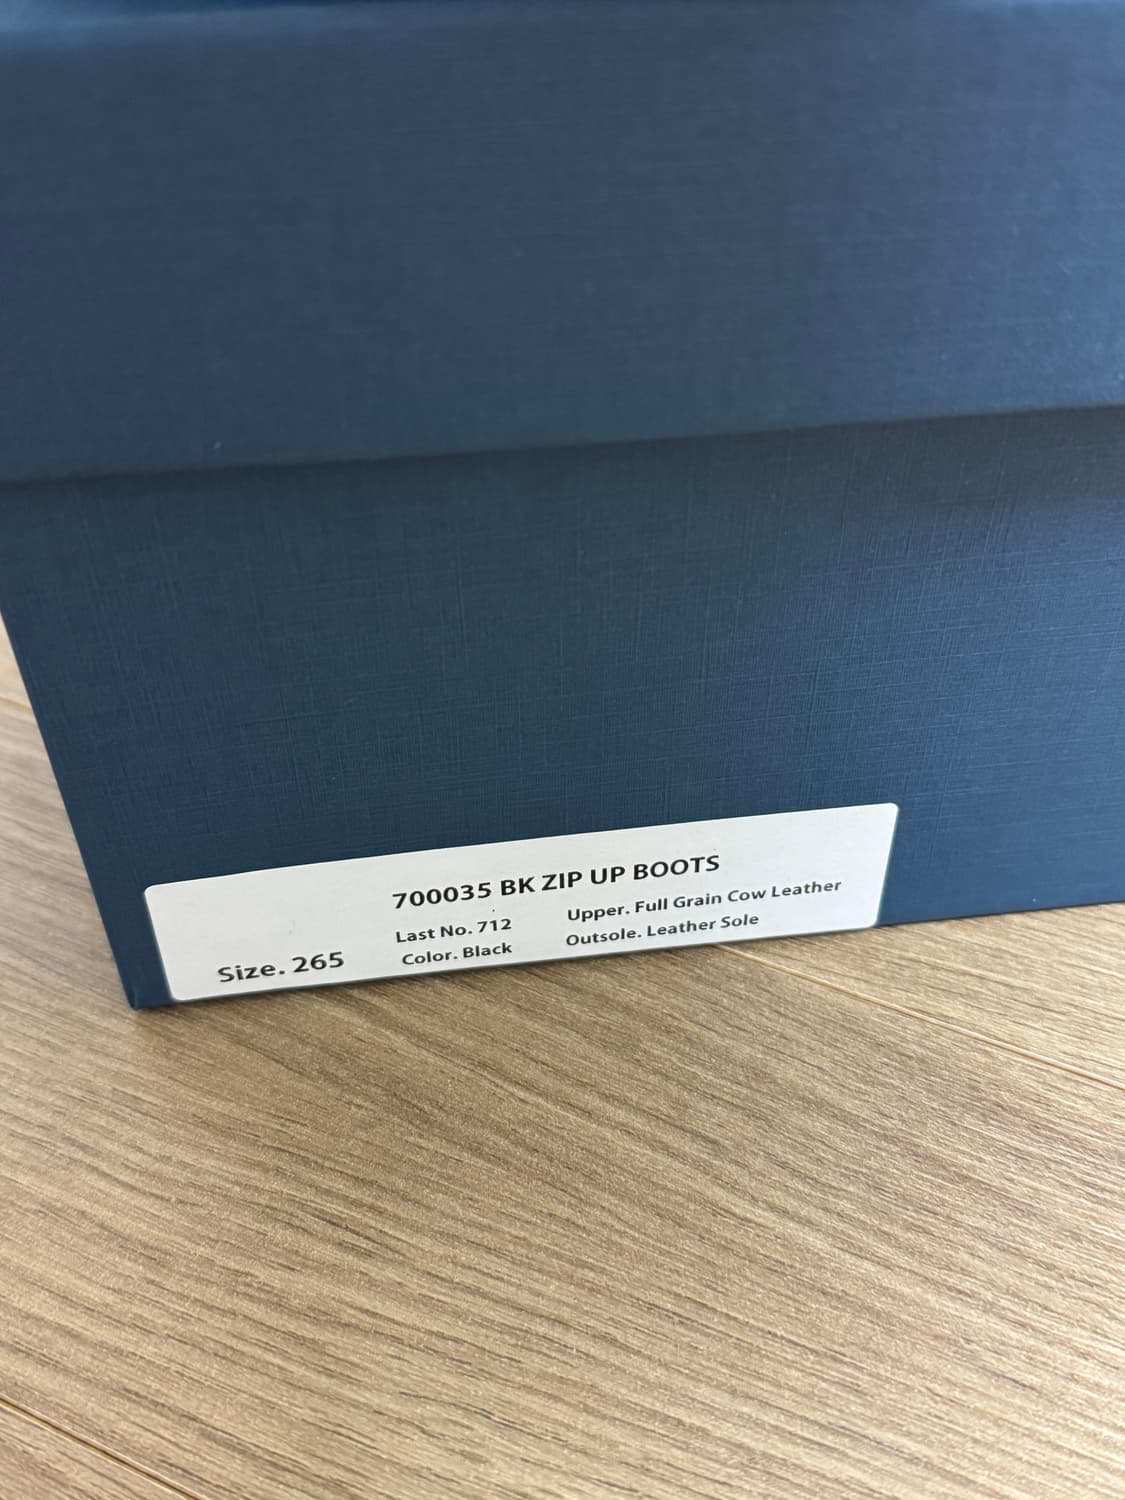 700035 BK ZIP UP BOOTS
Last No. 712
Upper. Full Grain Cow Leather
Size. 265
Color. Black
Outsole. Leather Sole